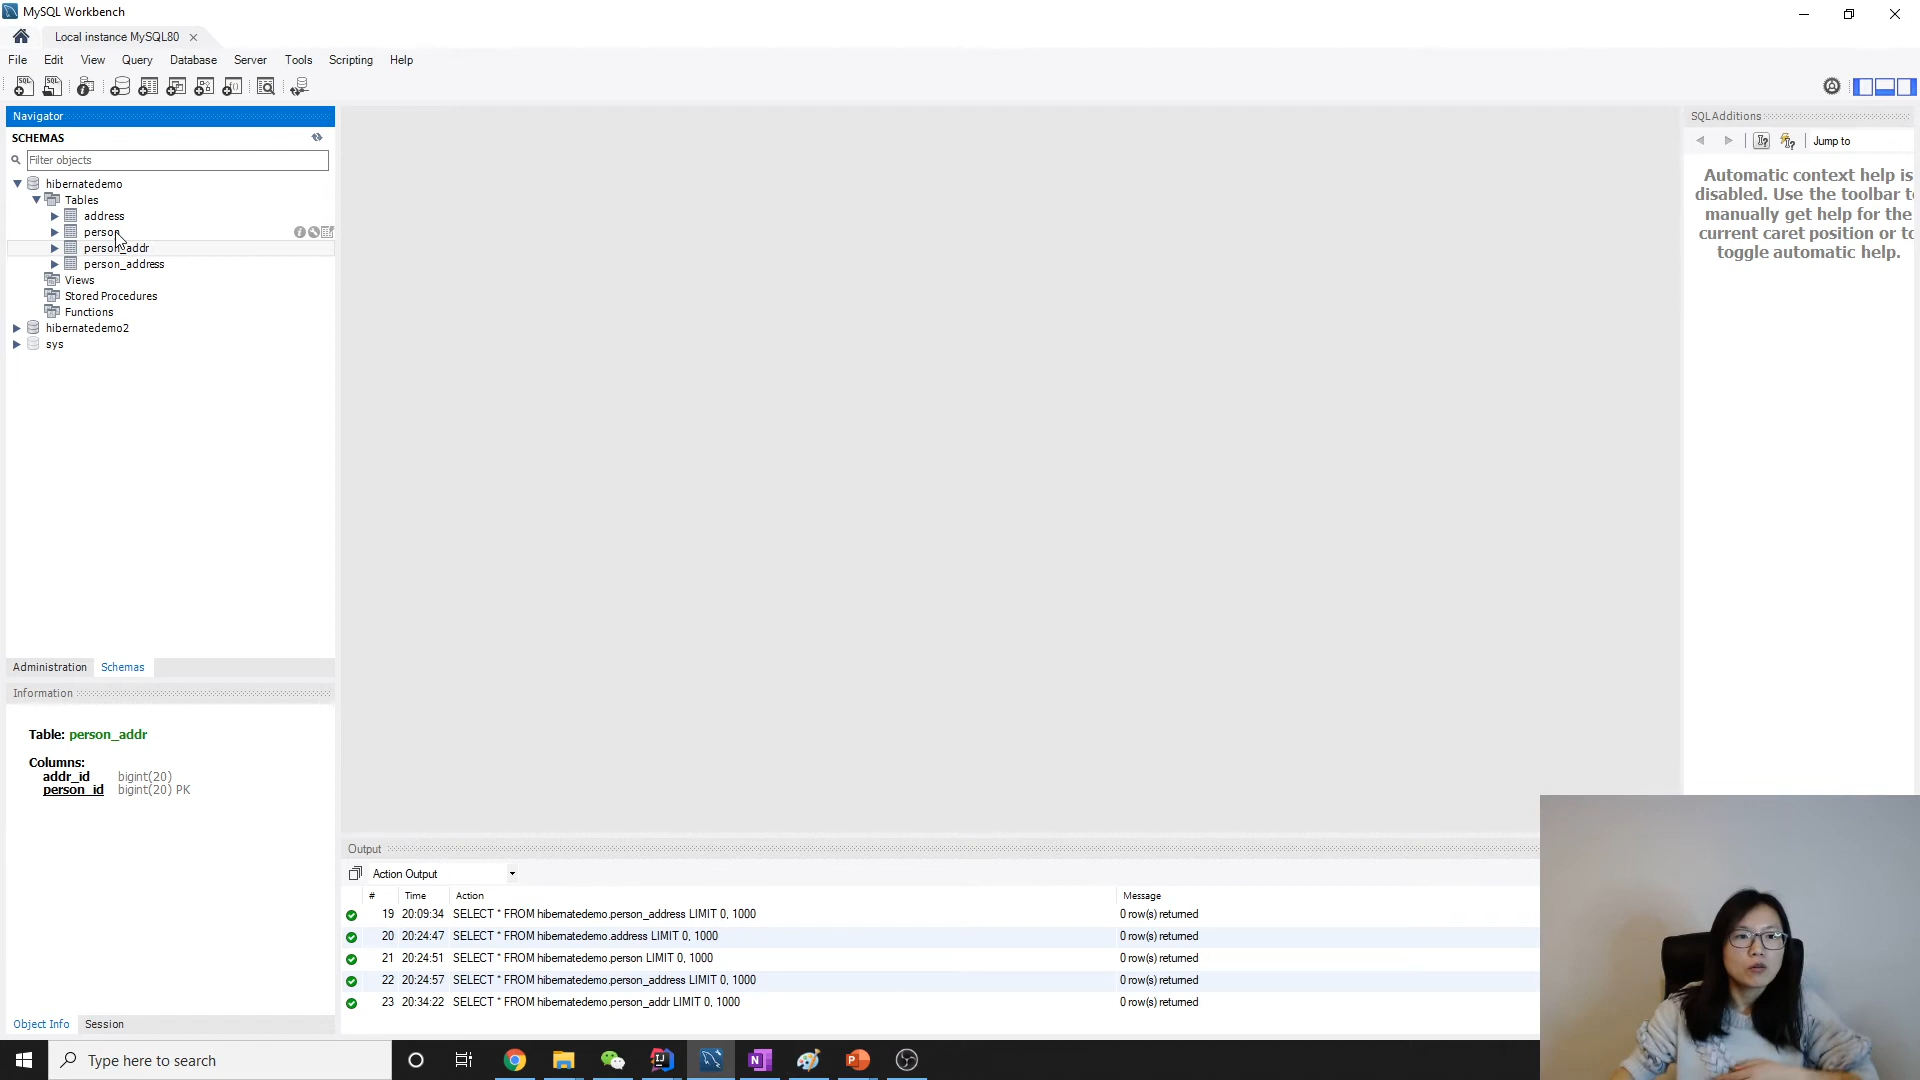 MySQL Workbench
Local instance MySQL80
File Edit View Query Database Server Tools Scripting Help
Navigator
SCHEMAS
Filter objects
hibernatedemo
Tables
address
person
person_addr
person_address
Views
Stored Procedures
Functions
hibernatedemo2
sys
Administration Schemas
Information
Table: person_addr
Columns:
addr_id bigint(20)
person_id bigint(20) PK
Object Info Session
SQLAdditions
Jump to
Automatic context help is
disabled. Use the toolbar to
manually get help for the
current caret position or to
toggle automatic help.
Output
Action Output
# Time Action Message
19 20:09:34 SELECT * FROM hibernatedemo.person_address LIMIT 0, 1000 0 row(s) returned
20 20:24:47 SELECT * FROM hibernatedemo.address LIMIT 0, 1000 0 row(s) returned
21 20:24:51 SELECT * FROM hibernatedemo.person LIMIT 0, 1000 0 row(s) returned
22 20:24:57 SELECT * FROM hibernatedemo.person_address LIMIT 0, 1000 0 row(s) returned
23 20:34:22 SELECT * FROM hibernatedemo.person_addr LIMIT 0, 1000 0 row(s) returned
Type here to search